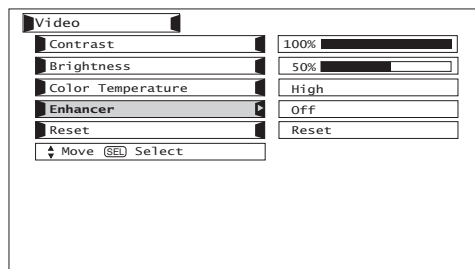 Video
Contrast 100%
Brightness 50%
Color Temperature High
Enhancer Off
Reset Reset
Move SEL Select